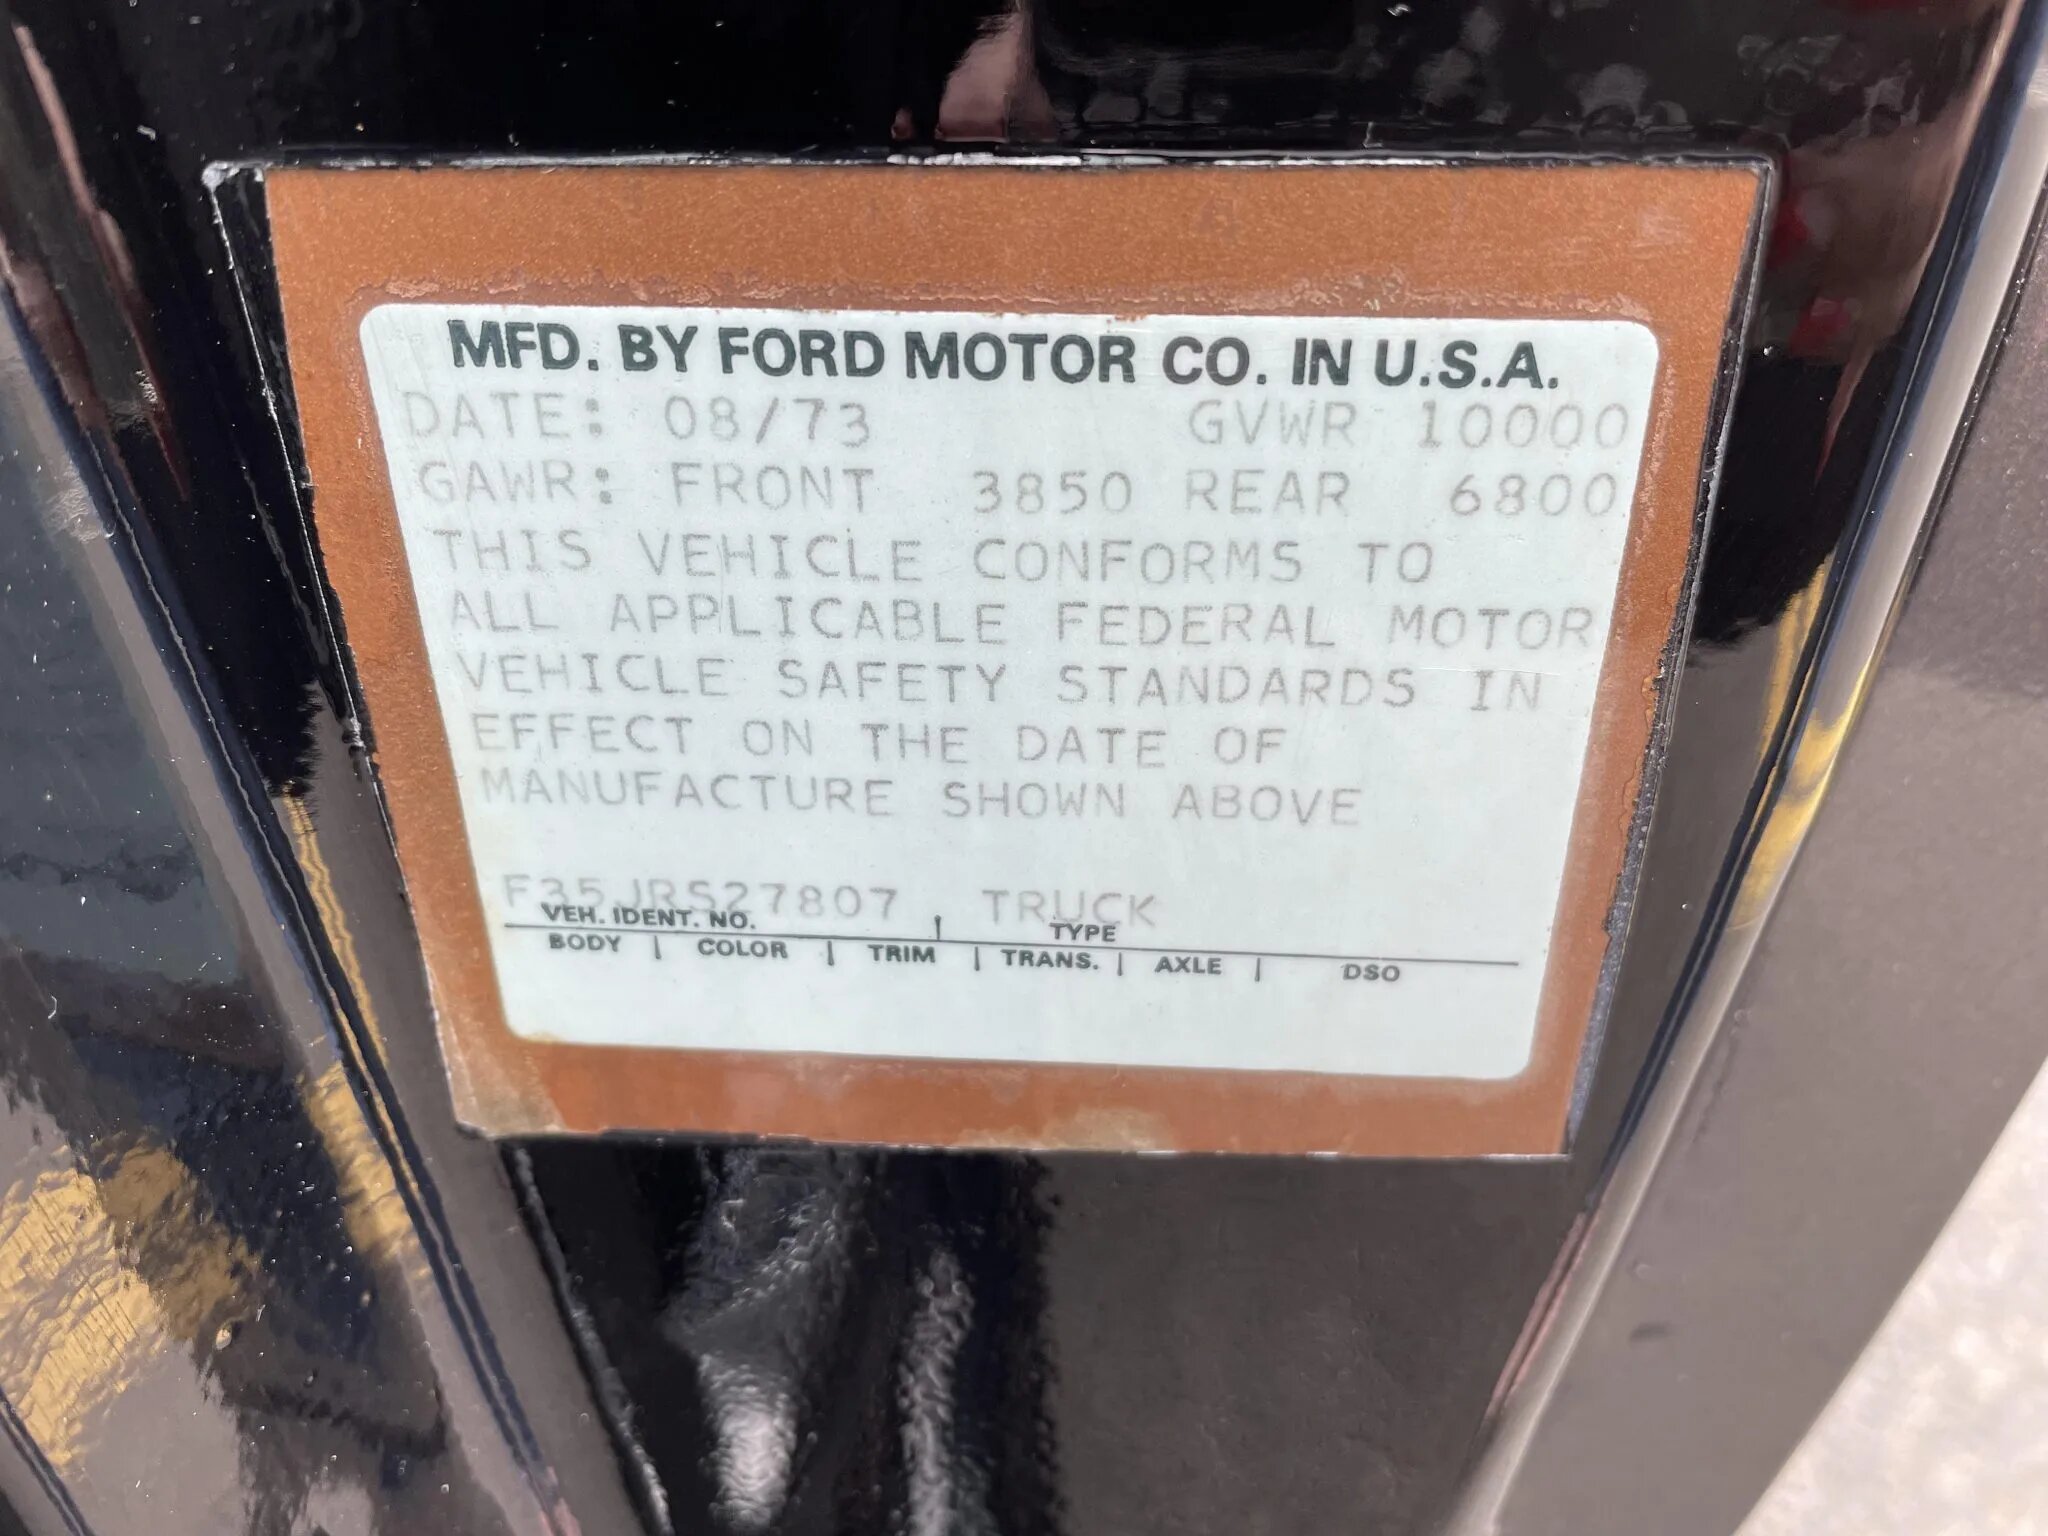 MFD. BY FORD MOTOR CO. IN U.S.A.
DATE: 08/73 GVWR 10000
GAWR: FRONT 3850 REAR 6800
THIS VEHICLE CONFORMS TO
ALL APPLICABLE FEDERAL MOTOR
VEHICLE SAFETY STANDARDS IN
EFFECT ON THE DATE OF
MANUFACTURE SHOWN ABOVE
F35JRS27807 TRUCK
VEH. IDENT. NO. | TYPE
BODY | COLOR | TRIM | TRANS. | AXLE | DSO